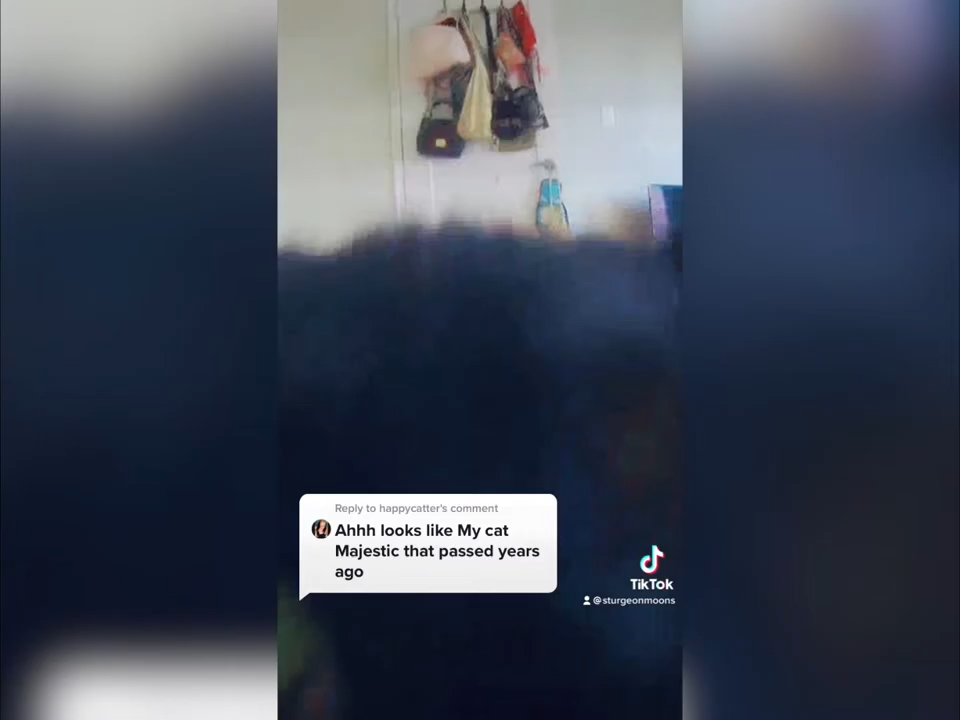 Reply to happycatter's comment
Ahhh looks like My cat
Majestic that passed years
ago
TikTok
@sturgeonmoons